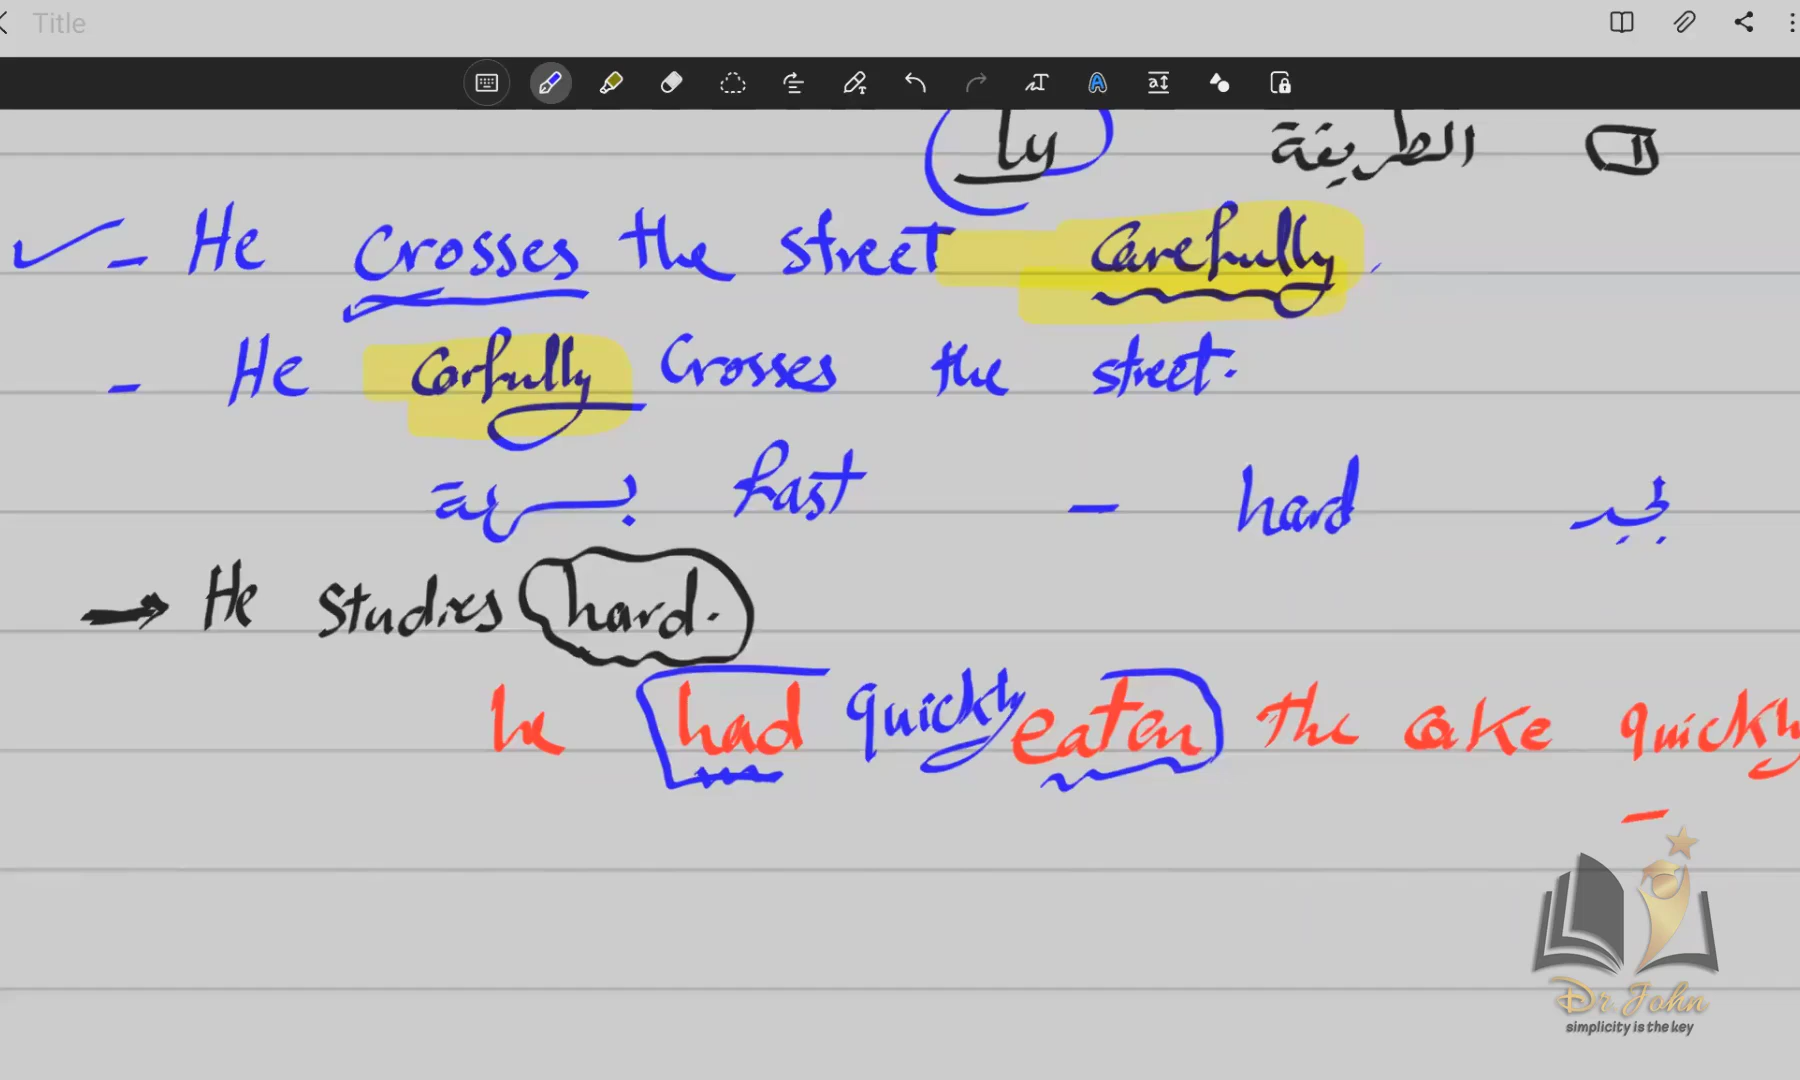 Title
ly الطريقة ①
- He Crosses the street Carefully
- He Carfully Crosses the street.
بسرعة fast - hard بجد
He Studies hard.
he had quickly eaten the cake quickly
Dr. John
simplicity is the key